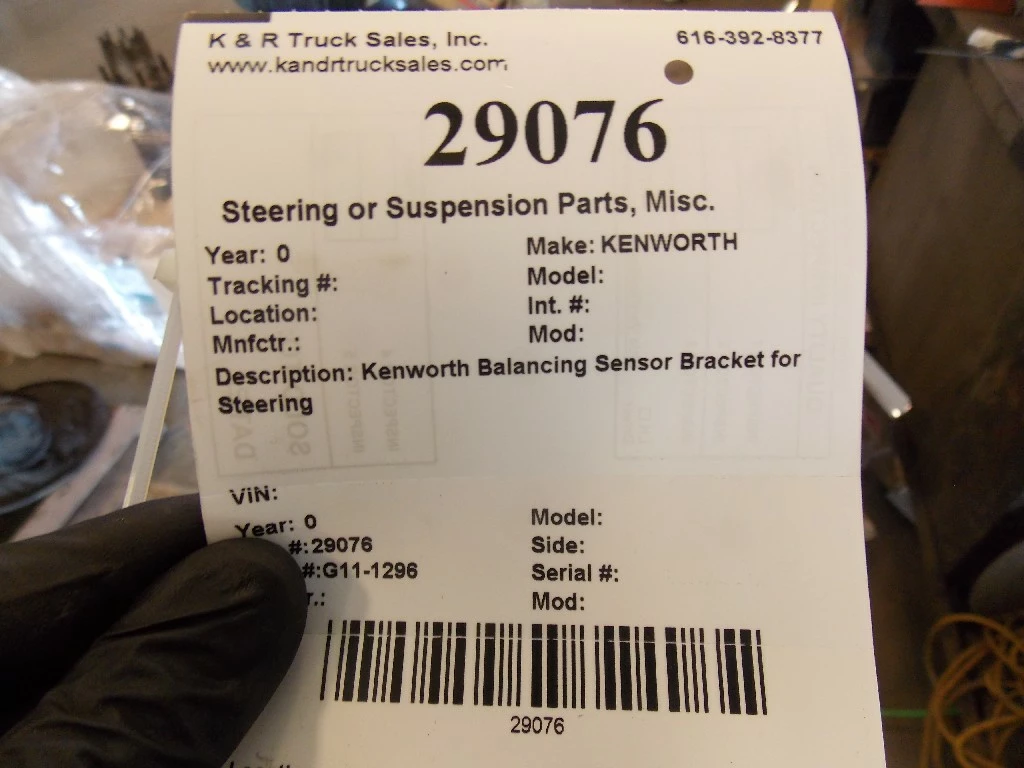 K & R Truck Sales, Inc. 616-392-8377
www.kandrtrucksales.com
29076
Steering or Suspension Parts, Misc.
Year: 0 Make: KENWORTH
Tracking #: Model:
Location: Int. #:
Mnfctr.: Mod:
Description: Kenworth Balancing Sensor Bracket for
Steering
VIN:
Year: 0 Model:
#:29076 Side:
#:G11-1296 Serial #:
r.: Mod:
29076